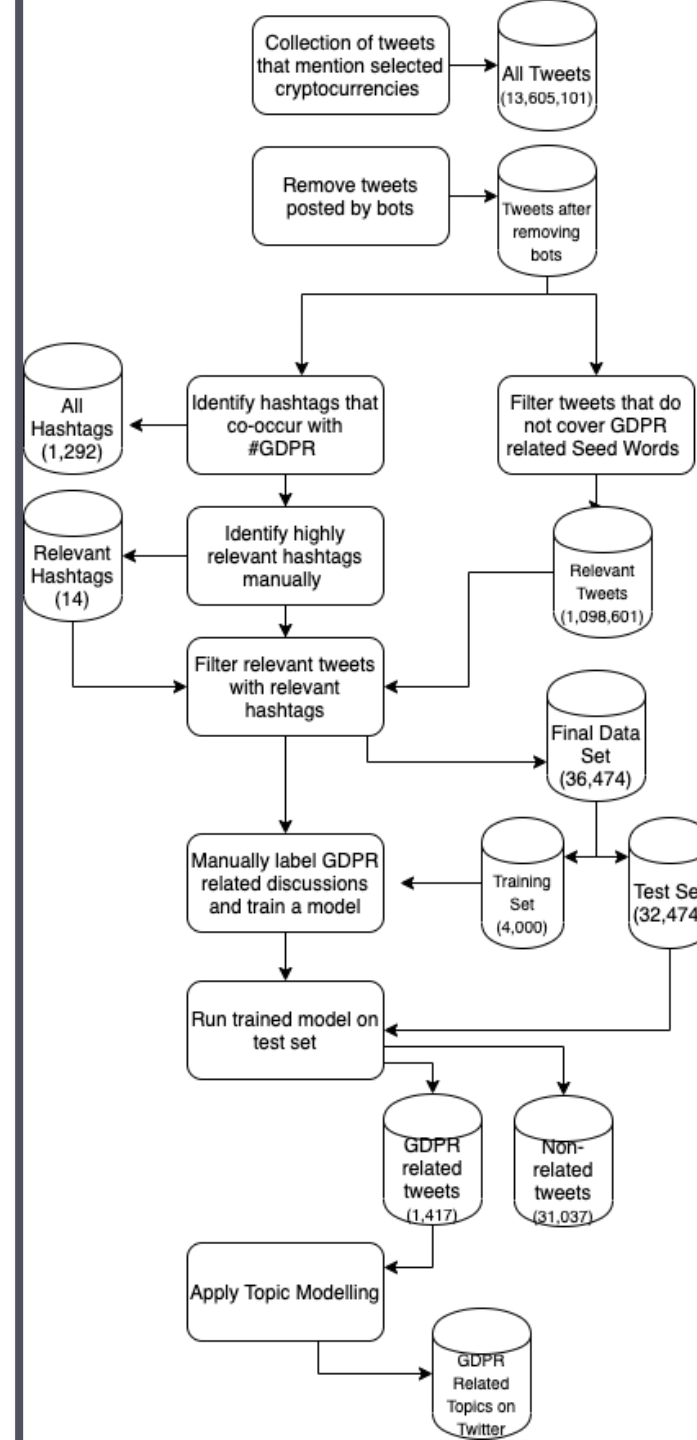 Collection of tweets
that mention selected
cryptocurrencies
All Tweets
(13,605,101)
Remove tweets
posted by bots
Tweets after
removing
bots
All
Hashtags
(1,292)
Identify hashtags that
co-occur with
#GDPR
Filter tweets that do
not cover GDPR
related Seed Words
Relevant
Hashtags
(14)
Identify highly
relevant hashtags
manually
Relevant
Tweets
(1,098,601)
Filter relevant tweets
with relevant
hashtags
Final Data
Set
(36,474)
Manually label GDPR
related discussions
and train a model
Training
Set
(4,000)
Test Se
(32,474
Run trained model on
test set
GDPR
related
tweets
(1,417)
Non-
related
tweets
(31,037)
Apply Topic Modelling
GDPR
Related
Topics on
Twitter